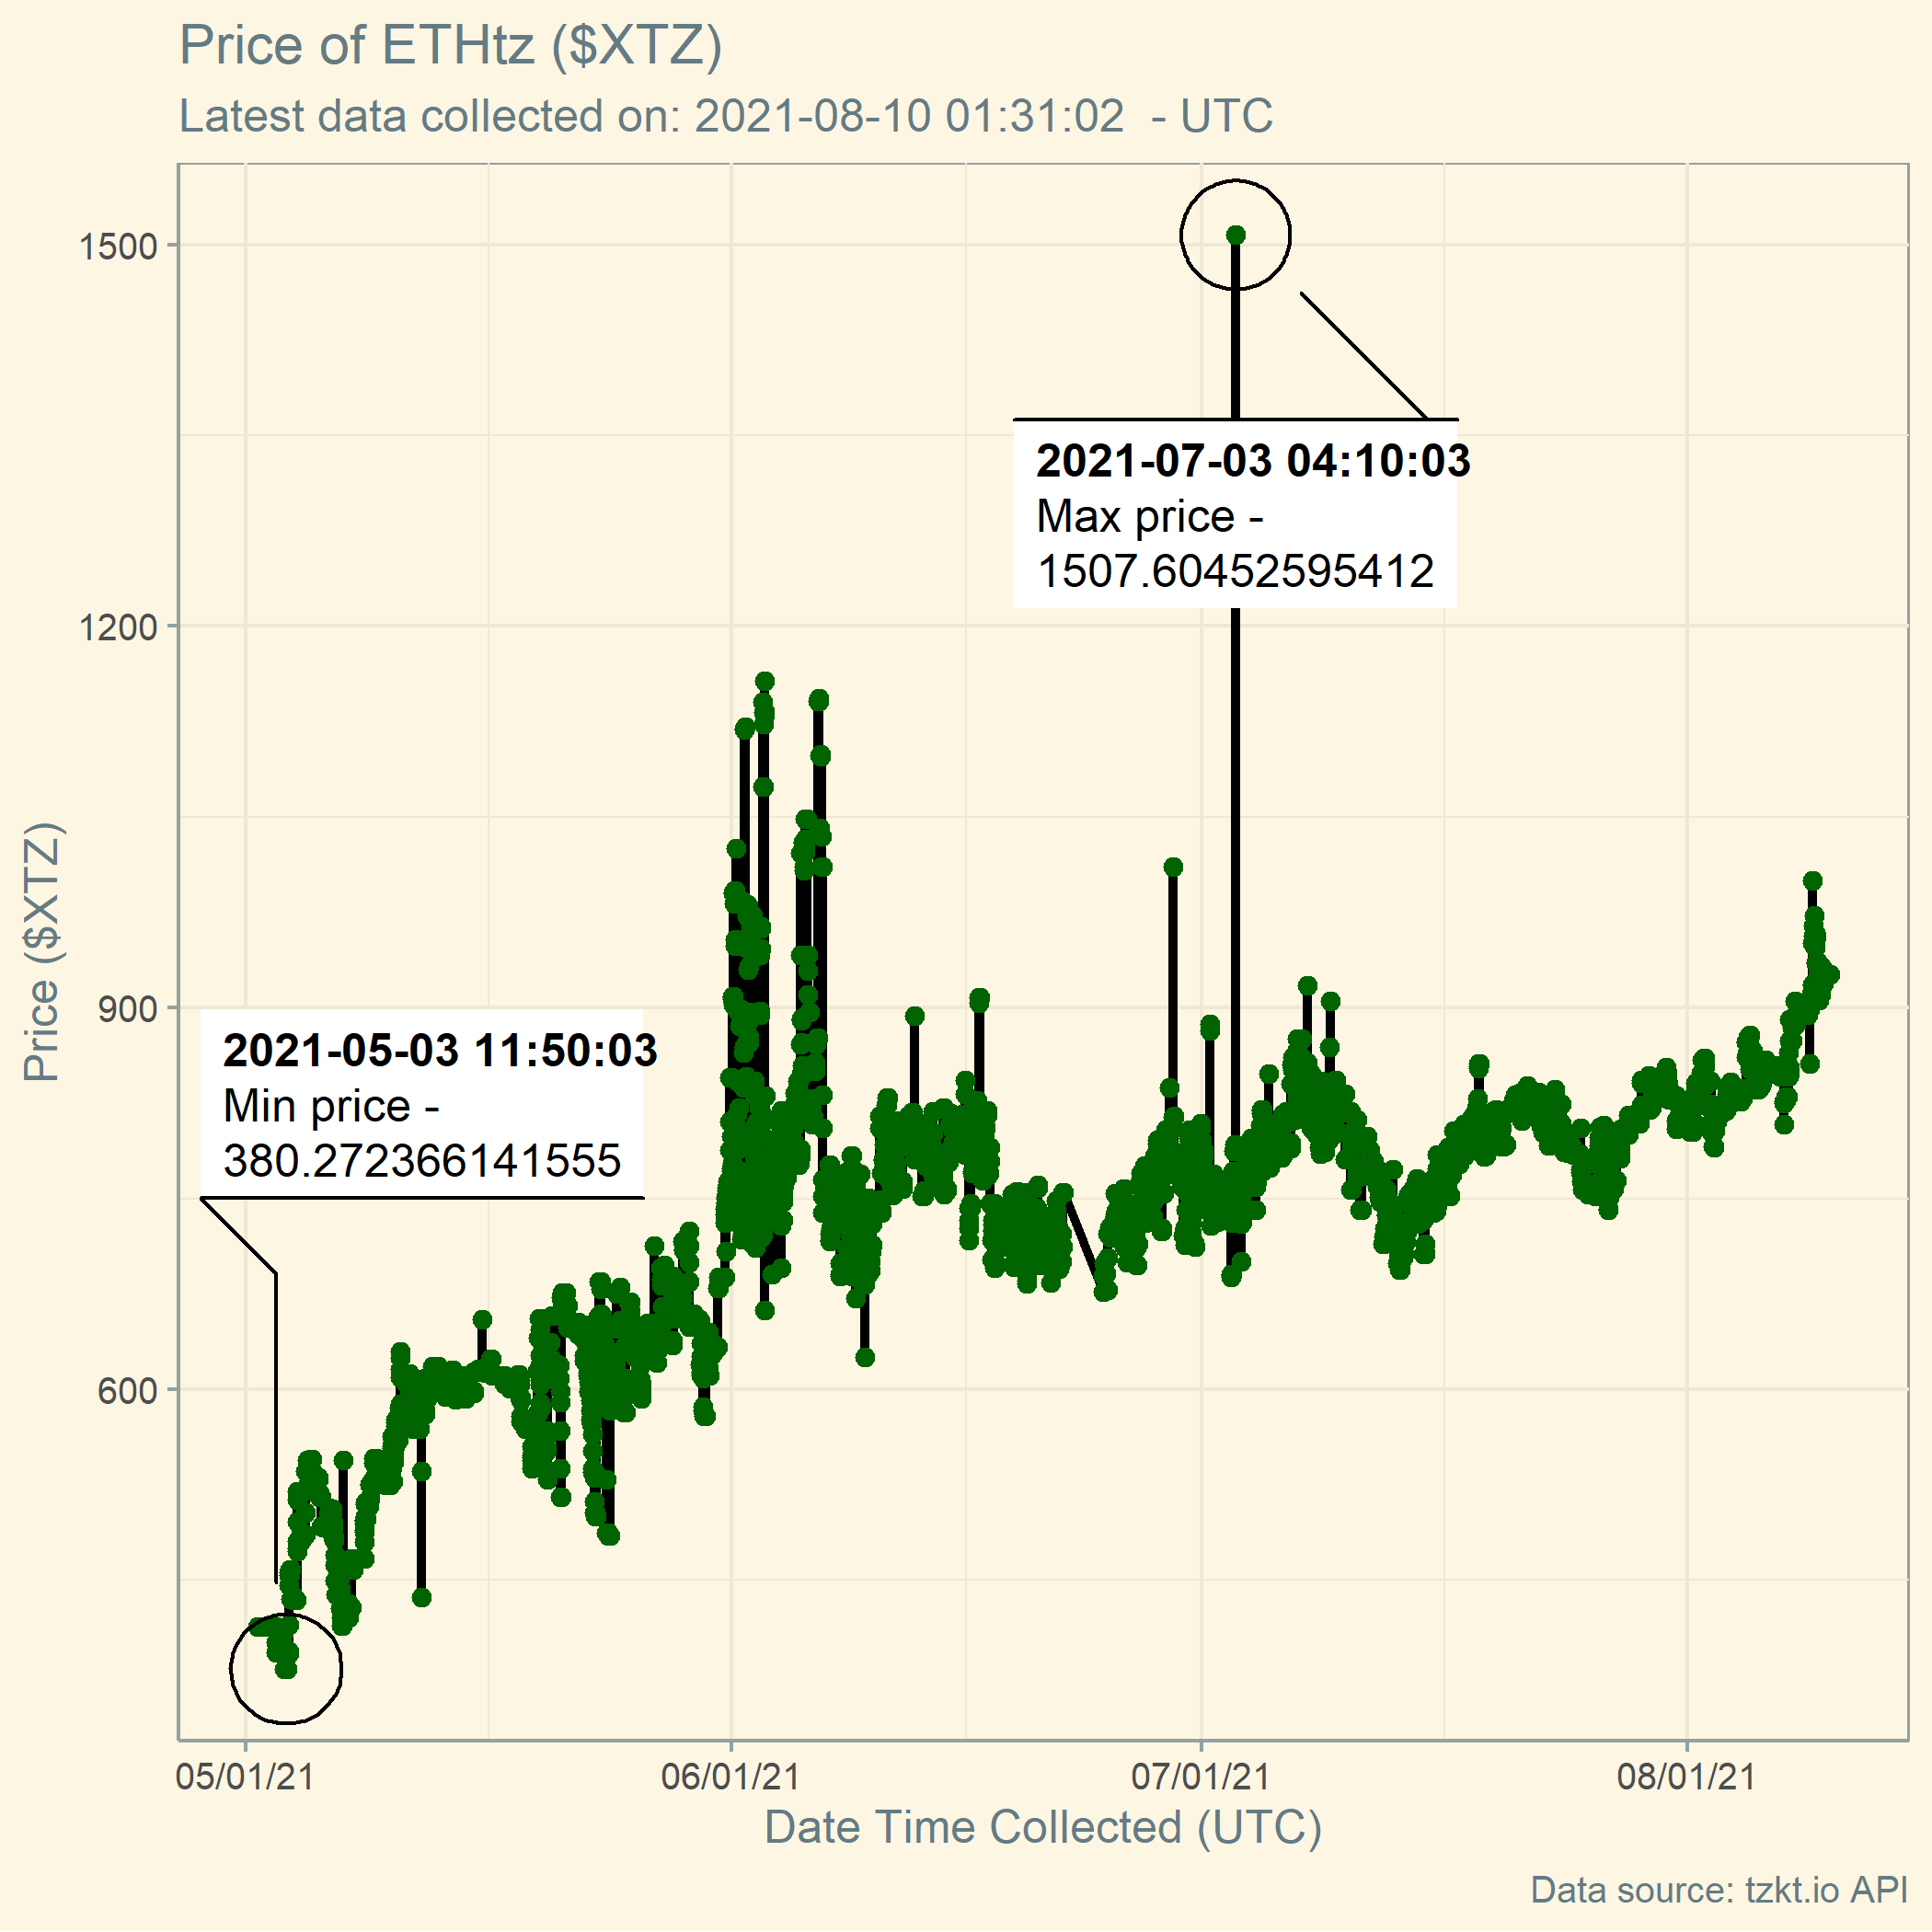 Price of ETHtz ($XTZ)
Latest data collected on: 2021-08-10 01:31:02  - UTC
1500
1200
900
600
Price ($XTZ)
2021-07-03 04:10:03
Max price -
1507.60452595412
2021-05-03 11:50:03
Min price -
380.272366141555
05/01/21
06/01/21
07/01/21
08/01/21
Date Time Collected (UTC)
Data source: tzkt.io API